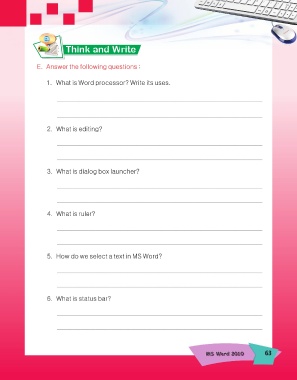 Think and Write
E. Answer the following questions :
1. What is Word processor? Write its uses.
2. What is editing?
3. What is dialog box launcher?
4. What is ruler?
5. How do we select a text in MS Word?
6. What is status bar?
MS Word 2010 63